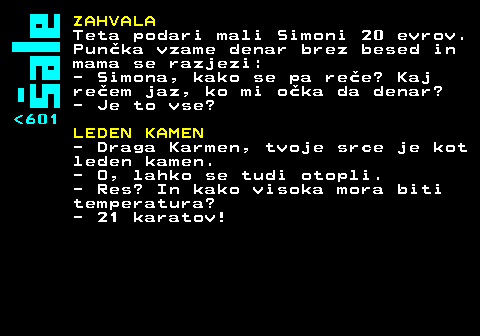 Šale
<601
ZAHVALA
Teta podari mali Simoni 20 evrov.
Punčka vzame denar brez besed in
mama se razjezi:
- Simona, kako se pa reče? Kaj
rečem jaz, ko mi očka da denar?
- Je to vse?
LEDEN KAMEN
- Draga Karmen, tvoje srce je kot
leden kamen.
- O, lahko se tudi otopli.
- Res? In kako visoka mora biti
temperatura?
- 21 karatov!